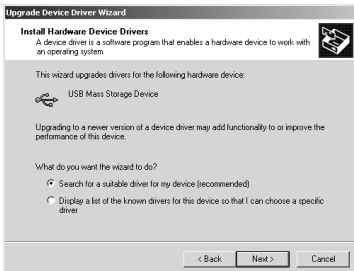 Upgrade Device Driver Wizard
Install Hardware Device Drivers
A device driver is a software program that enables a hardware device to work with
an operating system.
This wizard upgrades drivers for the following hardware device:
USB Mass Storage Device
Upgrading to a newer version of a device driver may add functionality to or improve the
performance of this device.
What do you want the wizard to do?
Search for a suitable driver for my device (recommended)
Display a list of the known drivers for this device so that I can choose a specific
driver
< Back Next > Cancel